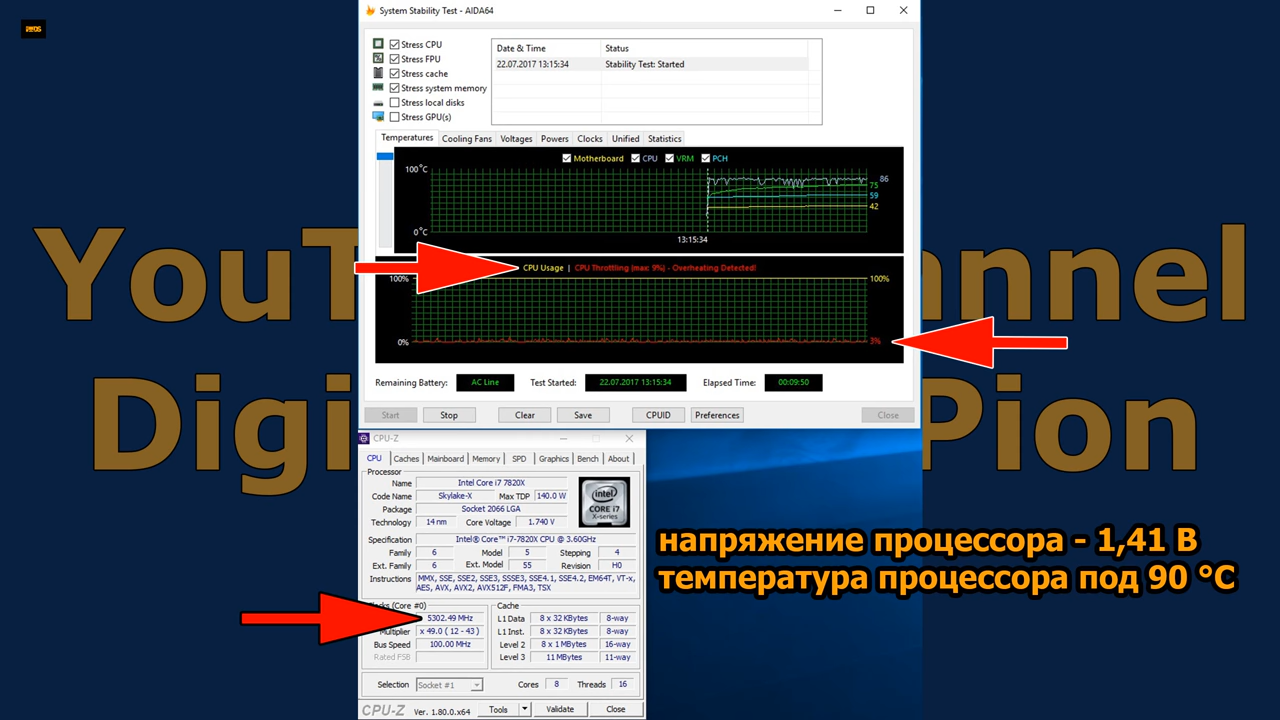 System Stability Test - AIDA64
Stress CPU
Stress FPU
Stress cache
Stress system memory
Stress local disks
Stress GPU(s)
Date & Time Status
22.07.2017 13:15:34 Stability Test: Started
Temperatures Cooling Fans Voltages Powers Clocks Unified Statistics
Motherboard CPU VRM PCH
100°C
86
75
59
42
0°C
13:15:34
CPU Usage | CPU Throttling (max: 9%) - Overheating Detected!
100% 100%
0% 3%
Remaining Battery: AC Line Test Started: 22.07.2017 13:15:34 Elapsed Time: 00:09:50
Start Stop Clear Save CPUID Preferences Close
CPU-Z
CPU Caches Mainboard Memory SPD Graphics Bench About
Processor
Name Intel Core i7 7820X
Code Name Skylake-X Max TDP 140.0 W
Package Socket 2066 LGA
Technology 14 nm Core Voltage 1.740 V
intel
CORE i7
X-series
Specification Intel® Core™ i7-7820X CPU @ 3.60GHz
Family 6 Model 5 Stepping 4
Ext. Family 6 Ext. Model 55 Revision H0
Instructions MMX, SSE, SSE2, SSE3, SSSE3, SSE4.1, SSE4.2, EM64T, VT-x,
AES, AVX, AVX2, AVX512F, FMA3, TSX
(Core #0)
5302.49 MHz
Multiplier x 49.0 ( 12 - 43 )
Bus Speed 100.00 MHz
Rated FSB
Cache
L1 Data 8 x 32 KBytes 8-way
L1 Inst. 8 x 32 KBytes 8-way
Level 2 8 x 1 MBytes 16-way
Level 3 11 MBytes 11-way
Selection Socket #1 Cores 8 Threads 16
CPU-Z Ver. 1.80.0.x64 Tools Validate Close
напряжение процессора - 1,41 В
температура процессора под 90 °C
YouT nnel
Digi Pion